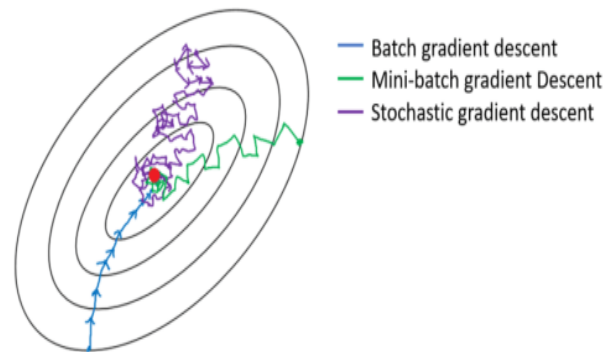 Batch gradient descent
Mini-batch gradient Descent
Stochastic gradient descent